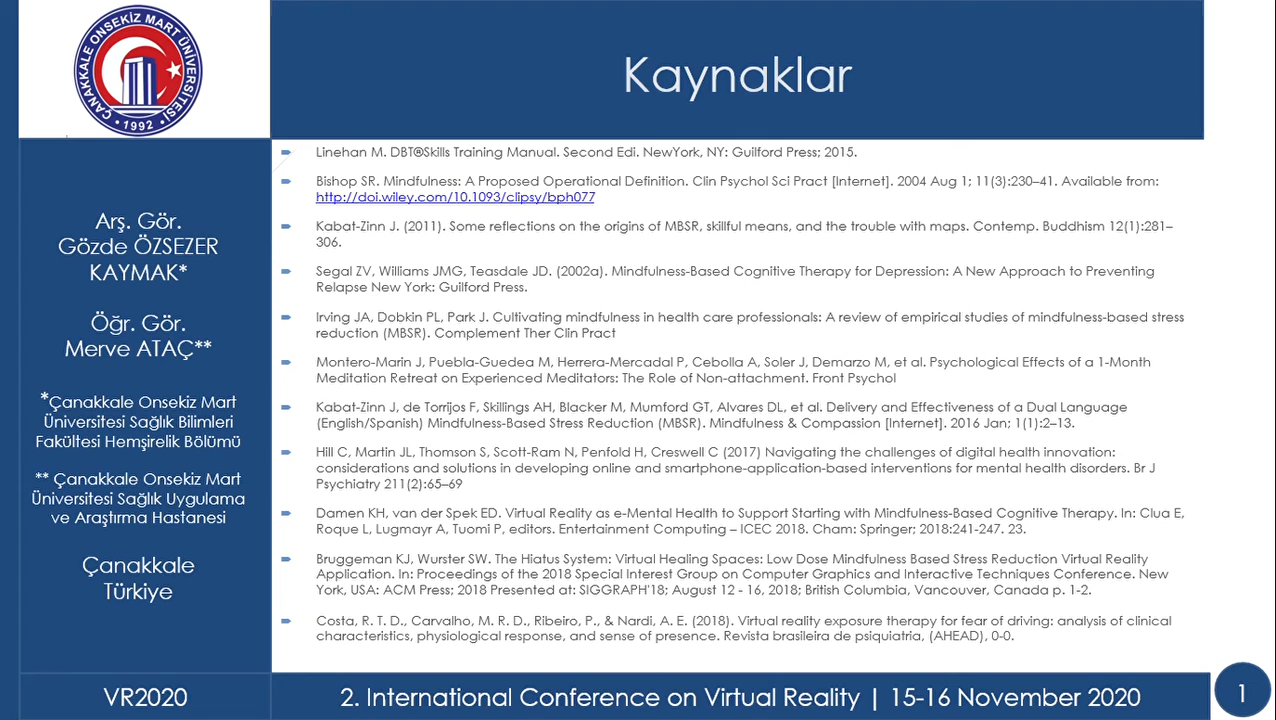 ÇANAKKALE ONSEKİZ MART ÜNİVERSİTESİ
• 1992 •
Kaynaklar
Arş. Gör.
Gözde ÖZSEZER
KAYMAK*
Öğr. Gör.
Merve ATAÇ**
*Çanakkale Onsekiz Mart
Üniversitesi Sağlık Bilimleri
Fakültesi Hemşirelik Bölümü
** Çanakkale Onsekiz Mart
Üniversitesi Sağlık Uygulama
ve Araştırma Hastanesi
Çanakkale
Türkiye
Linehan M. DBT®Skills Training Manual. Second Edi. NewYork, NY: Guilford Press; 2015.
Bishop SR. Mindfulness: A Proposed Operational Definition. Clin Psychol Sci Pract [Internet]. 2004 Aug 1; 11(3):230–41. Available from:
http://doi.wiley.com/10.1093/clipsy/bph077
Kabat-Zinn J. (2011). Some reflections on the origins of MBSR, skillful means, and the trouble with maps. Contemp. Buddhism 12(1):281–
306.
Segal ZV, Williams JMG, Teasdale JD. (2002a). Mindfulness-Based Cognitive Therapy for Depression: A New Approach to Preventing
Relapse New York: Guilford Press.
Irving JA, Dobkin PL, Park J. Cultivating mindfulness in health care professionals: A review of empirical studies of mindfulness-based stress
reduction (MBSR). Complement Ther Clin Pract
Montero-Marin J, Puebla-Guedea M, Herrera-Mercadal P, Cebolla A, Soler J, Demarzo M, et al. Psychological Effects of a 1-Month
Meditation Retreat on Experienced Meditators: The Role of Non-attachment. Front Psychol
Kabat-Zinn J, de Torrijos F, Skillings AH, Blacker M, Mumford GT, Alvares DL, et al. Delivery and Effectiveness of a Dual Language
(English/Spanish) Mindfulness-Based Stress Reduction (MBSR). Mindfulness & Compassion [Internet]. 2016 Jan; 1(1):2–13.
Hill C, Martin JL, Thomson S, Scott-Ram N, Penfold H, Creswell C (2017) Navigating the challenges of digital health innovation:
considerations and solutions in developing online and smartphone-application-based interventions for mental health disorders. Br J
Psychiatry 211(2):65–69
Damen KH, van der Spek ED. Virtual Reality as e-Mental Health to Support Starting with Mindfulness-Based Cognitive Therapy. In: Clua E,
Roque L, Lugmayr A, Tuomi P, editors. Entertainment Computing – ICEC 2018. Cham: Springer; 2018:241-247. 23.
Bruggeman KJ, Wurster SW. The Hiatus System: Virtual Healing Spaces: Low Dose Mindfulness Based Stress Reduction Virtual Reality
Application. In: Proceedings of the 2018 Special Interest Group on Computer Graphics and Interactive Techniques Conference. New
York, USA: ACM Press; 2018 Presented at: SIGGRAPH'18; August 12 - 16, 2018; British Columbia, Vancouver, Canada p. 1-2.
Costa, R. T. D., Carvalho, M. R. D., Ribeiro, P., & Nardi, A. E. (2018). Virtual reality exposure therapy for fear of driving: analysis of clinical
characteristics, physiological response, and sense of presence. Revista brasileira de psiquiatria, (AHEAD), 0-0.
VR2020
2. International Conference on Virtual Reality | 15-16 November 2020
1